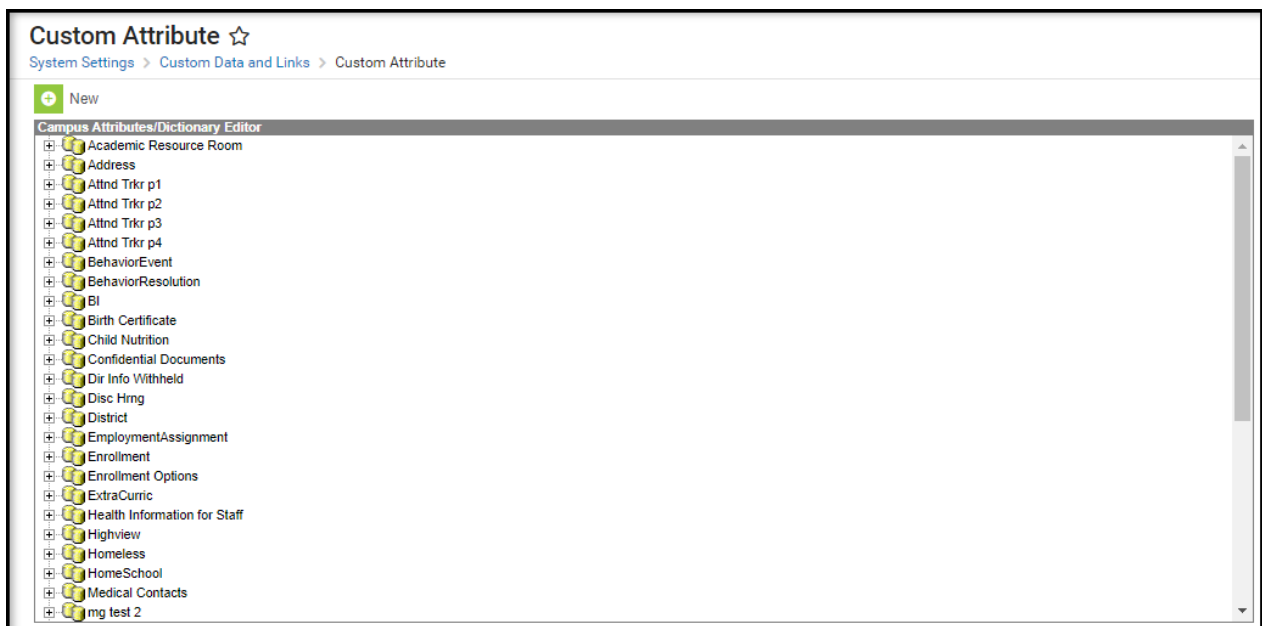 Custom Attribute
System Settings > Custom Data and Links > Custom Attribute
New
Campus Attributes/Dictionary Editor
Academic Resource Room
Address
Attnd Trkr p1
Attnd Trkr p2
Attnd Trkr p3
Attnd Trkr p4
BehaviorEvent
BehaviorResolution
BI
Birth Certificate
Child Nutrition
Confidential Documents
Dir Info Withheld
Disc Hrng
District
EmploymentAssignment
Enrollment
Enrollment Options
ExtraCurric
Health Information for Staff
Highview
Homeless
HomeSchool
Medical Contacts
mg test 2